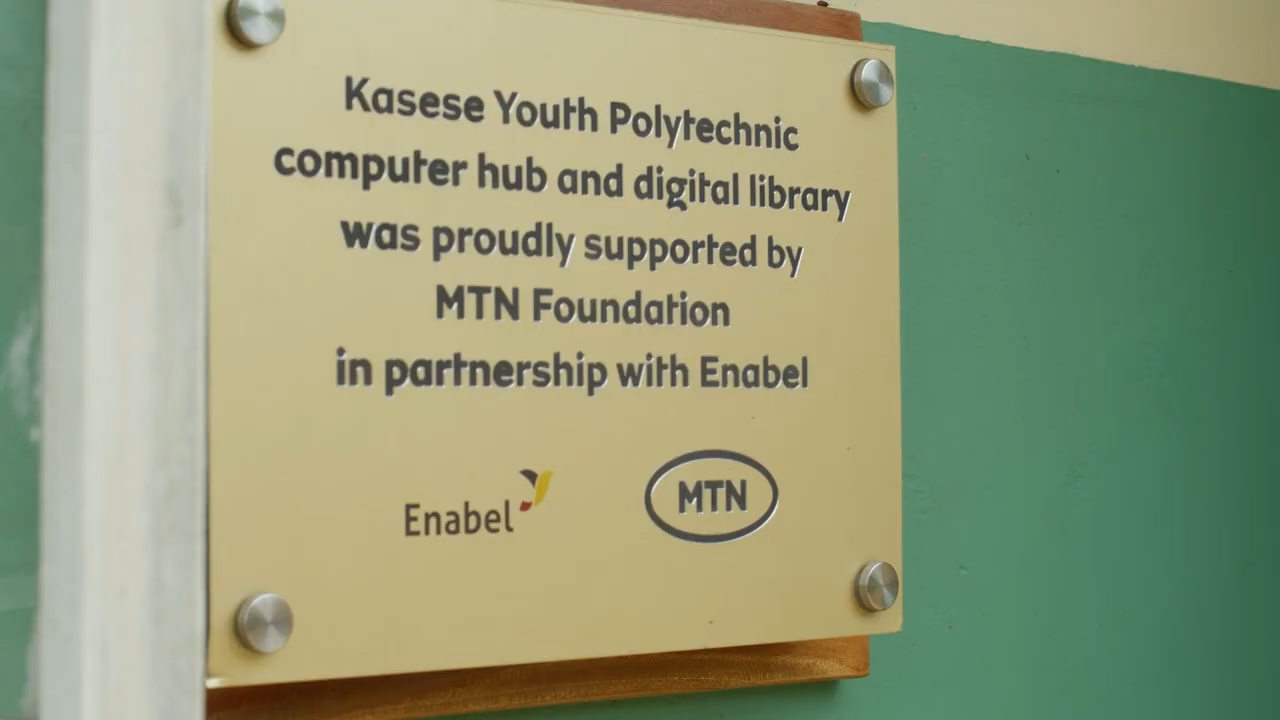 Kasese Youth Polytechnic
computer hub and digital library
was proudly supported by
MTN Foundation
in partnership with Enabel
Enabel
MTN